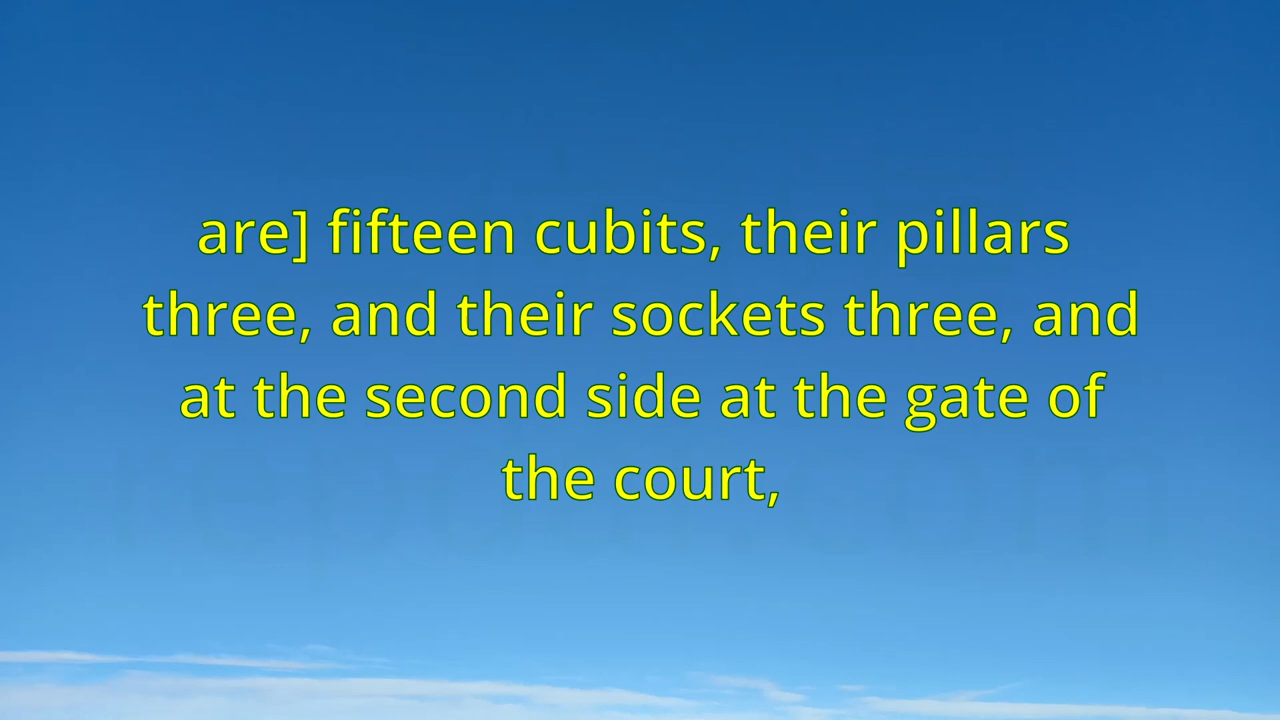 are] fifteen cubits, their pillars
three, and their sockets three, and
at the second side at the gate of
the court,